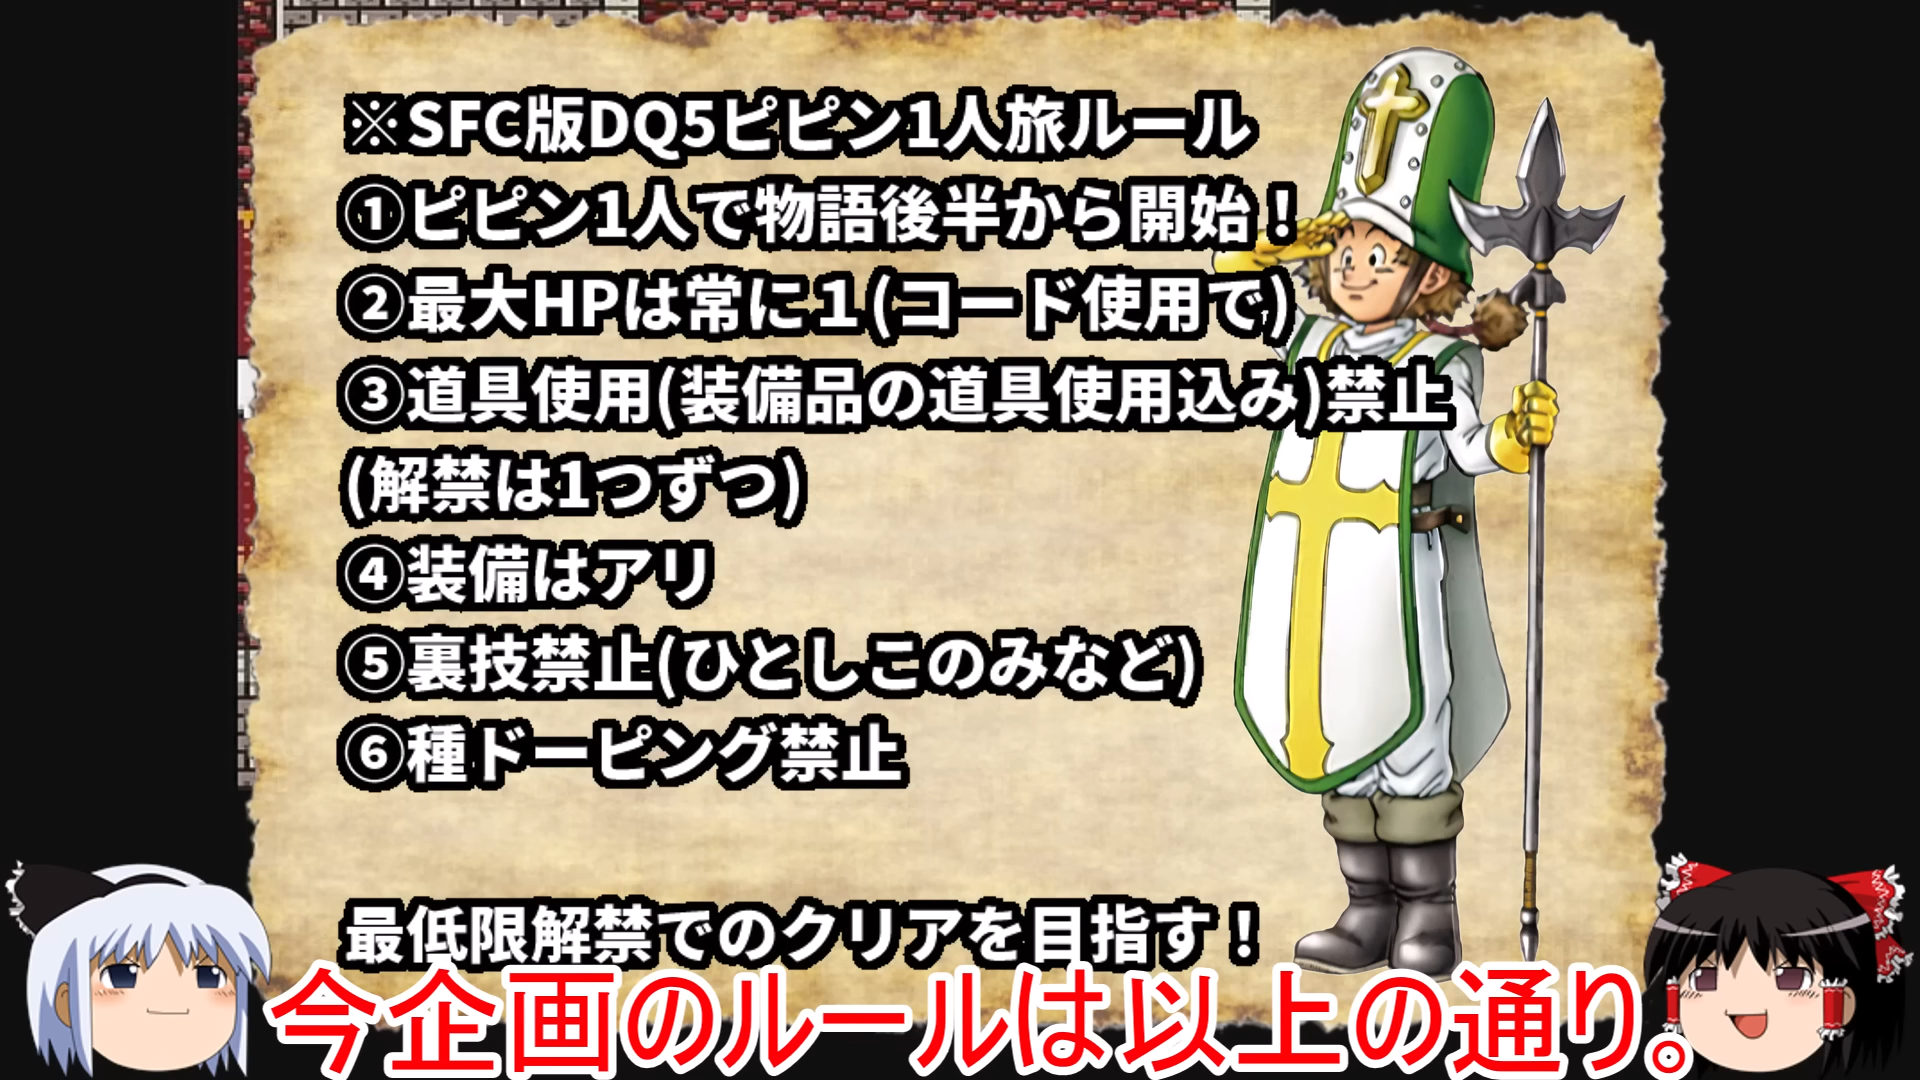 ※SFC版DQ5ピピン1人旅ルール
①ピピン1人で物語後半から開始！
②最大HPは常に１(コード使用で)
③道具使用(装備品の道具使用込み)禁止
(解禁は1つずつ)
④装備はアリ
⑤裏技禁止(ひとしこのみなど)
⑥種ドーピング禁止
最低限解禁でのクリアを目指す！
今企画のルールは以上の通り。